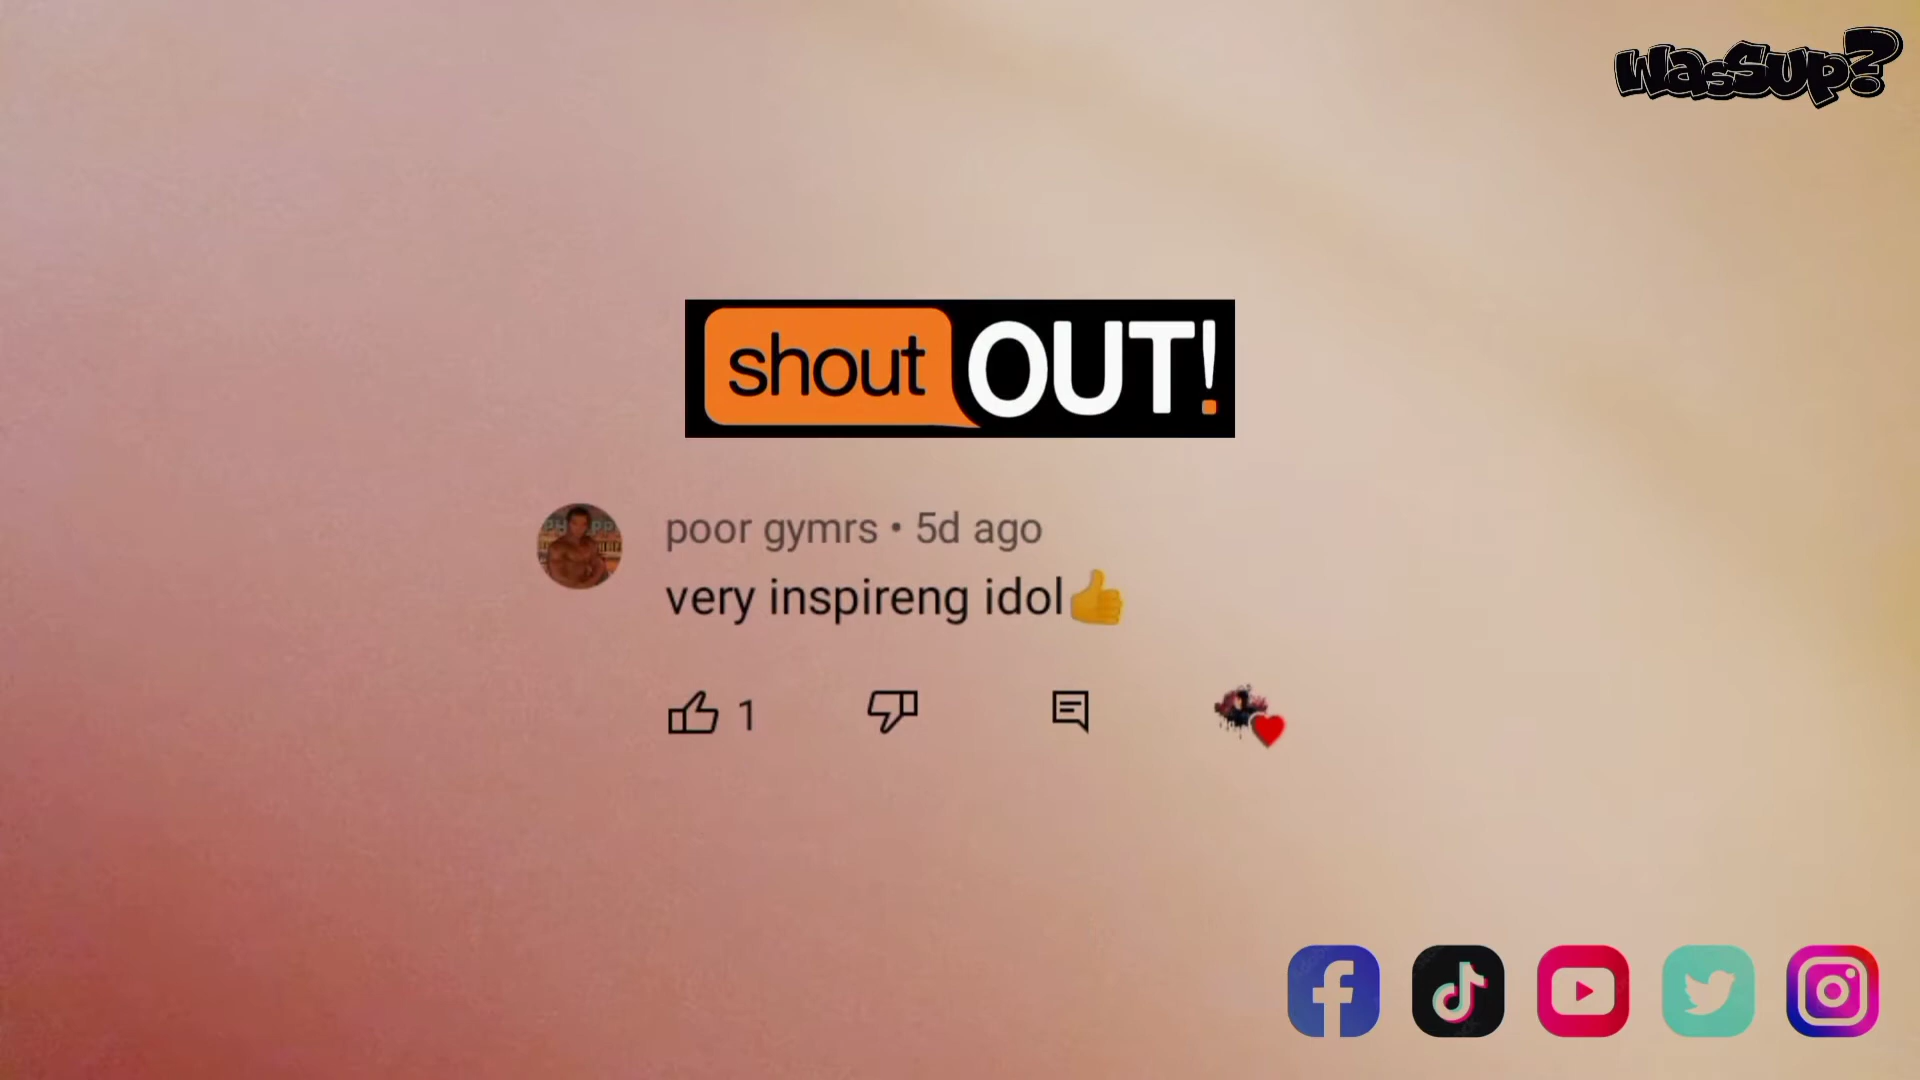 WasSup?
shout OUT!
poor gymrs • 5d ago
very inspireng idol👍
1